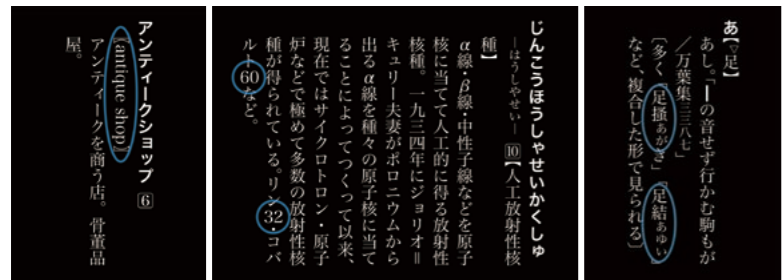 あ【▽足】
あし。「━の音せず行かむ駒もが
／万葉集三三八七」
〔多く「足掻あがき」「足結あゆい」
など、複合した形で見られる〕
じんこうほうしゃせいかくしゅ
―はうしやせい― 10【人工放射性核
種】
α線・β線・中性子線などを原子
核に当てて人工的に得る放射性
核種。一九三四年にジョリオ＝
キュリー夫妻がポロニウムから
出るα線を種々の原子核に当て
ることによってつくって以来、
現在ではサイクロトロン・原子
炉などで極めて多数の放射性核
種が得られている。リン32・コバ
ルト60など。
アンティークショップ 6
【antique shop】
アンティークを商う店。骨董品
屋。